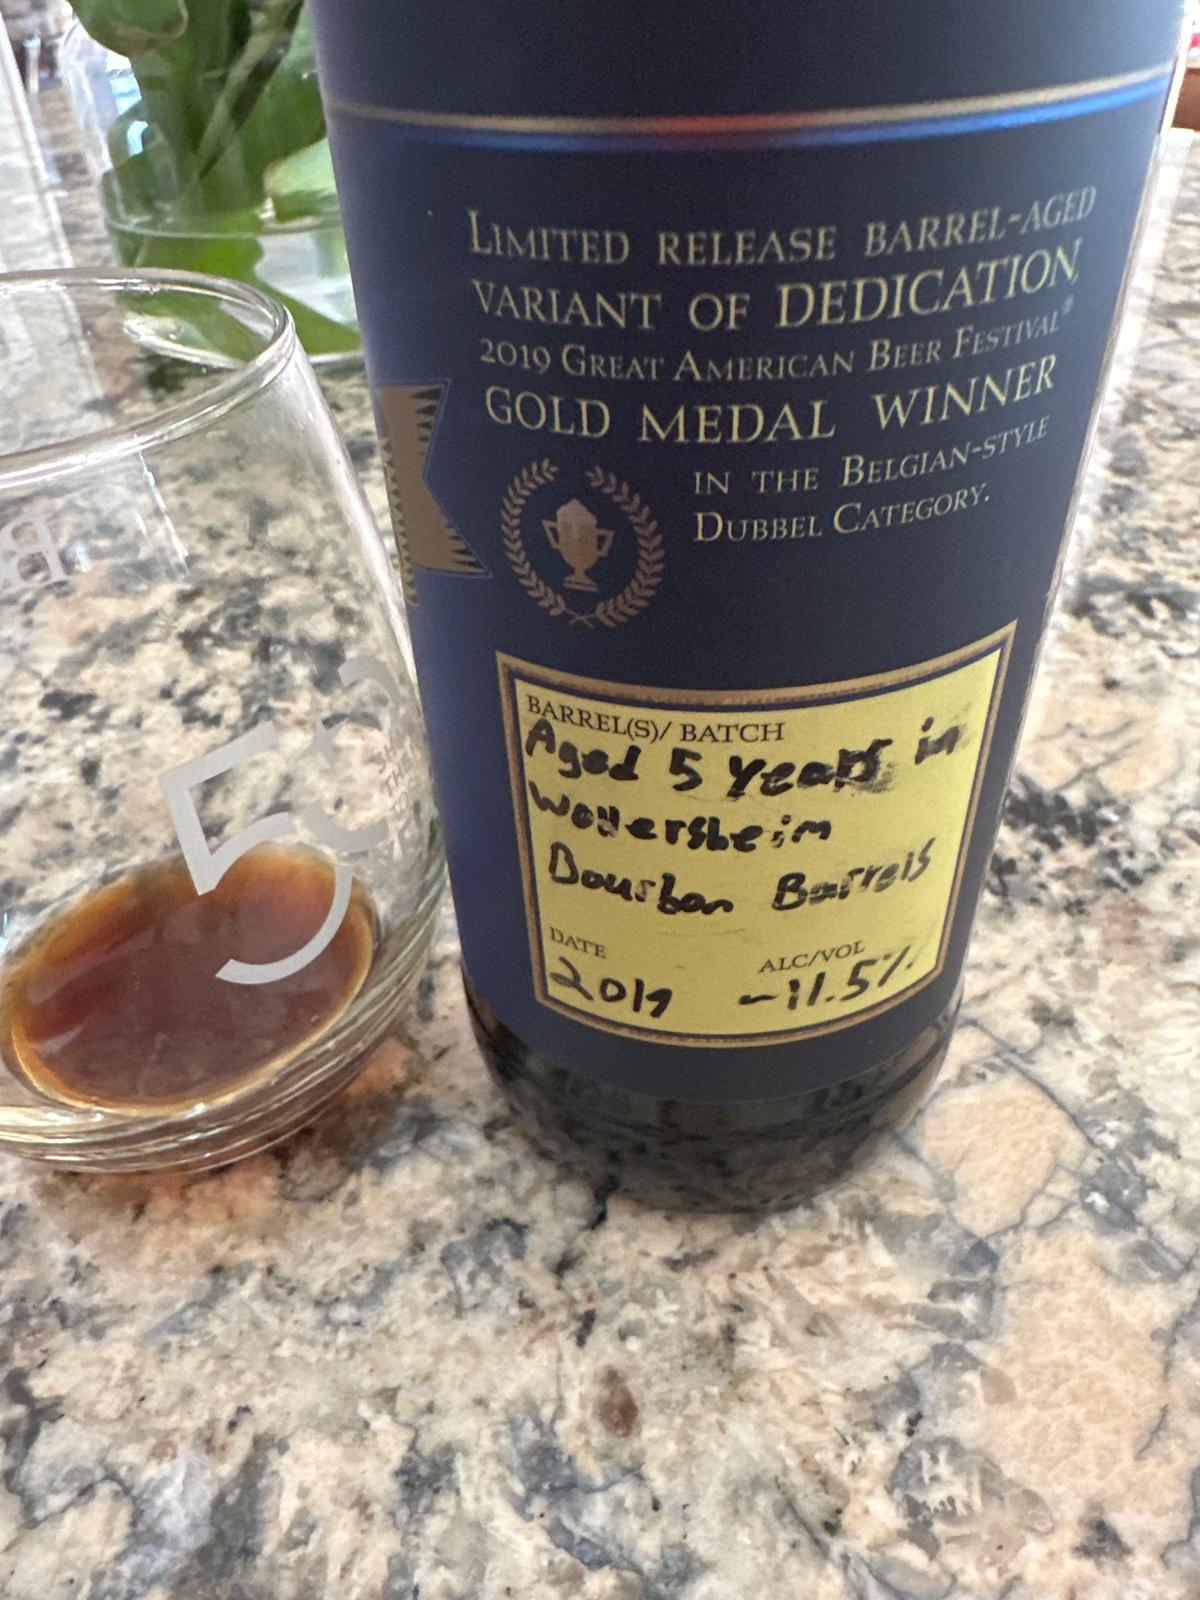 LIMITED RELEASE BARREL-AGED
VARIANT OF DEDICATION,
2019 GREAT AMERICAN BEER FESTIVAL®
GOLD MEDAL WINNER
IN THE BELGIAN-STYLE
DUBBEL CATEGORY.
BARREL(S)/ BATCH
Aged 5 Years in
Wollersheim
Bourbon Barrels
DATE
ALC/VOL
2019
~11.5%
5